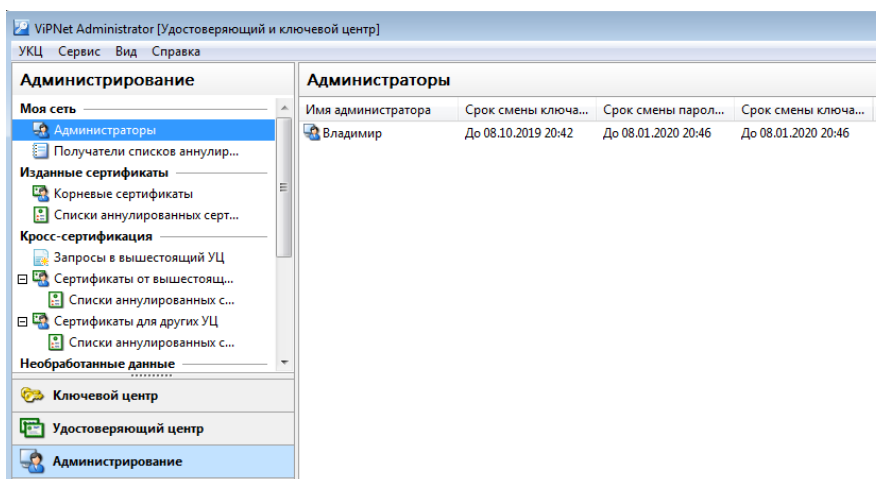 ViPNet Administrator [Удостоверяющий и ключевой центр]
УКЦ Сервис Вид Справка
Администрирование
Моя сеть
Администраторы
Получатели списков аннулир...
Изданные сертификаты
Корневые сертификаты
Списки аннулированных серт...
Кросс-сертификация
Запросы в вышестоящий УЦ
Сертификаты от вышестоящ...
Списки аннулированных с...
Сертификаты для других УЦ
Списки аннулированных с...
Необработанные данные
Ключевой центр
Удостоверяющий центр
Администрирование
Администраторы
Имя администратора Срок смены ключа... Срок смены парол... Срок смены ключа...
Владимир До 08.10.2019 20:42 До 08.01.2020 20:46 До 08.01.2020 20:46